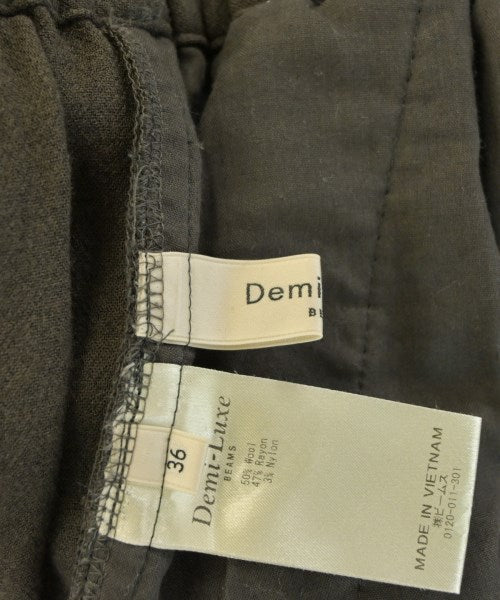 Demi
BE
36
Demi-Luxe
BEAMS
50% Wool
47% Rayon
3% Nylon
MADE IN VIETNAM
㈱ビームス
0120-011-301